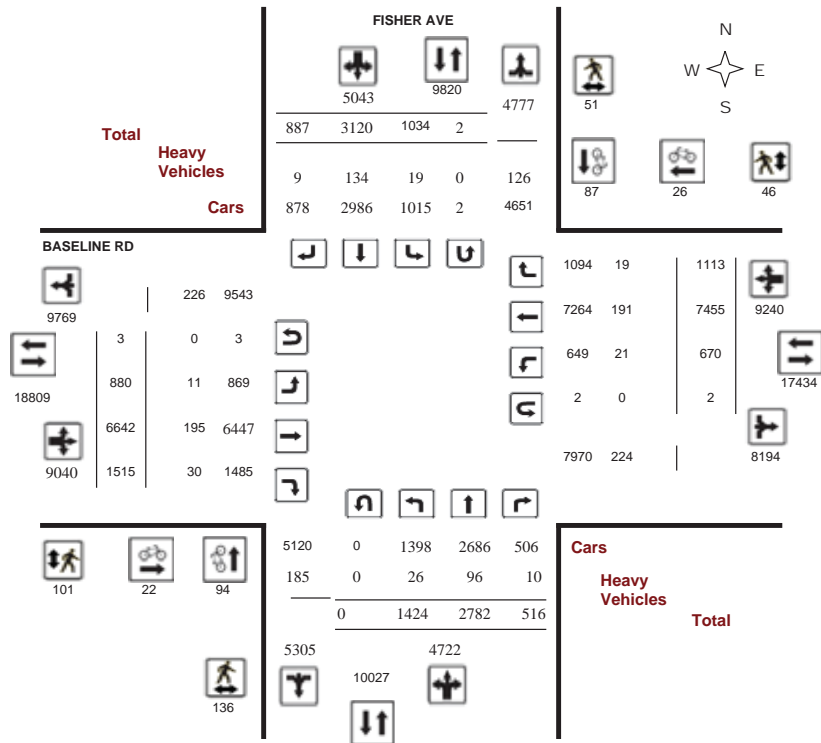 FISHER AVE
N
W E
S
5043 9820 4777 51
887 3120 1034 2
Total
Heavy
Vehicles
9 134 19 0 126
Cars
878 2986 1015 2 4651
87 26 46
BASELINE RD
9769
226 9543
3 0 3
18809
880 11 869
6642 195 6447
9040
1515 30 1485
1094 19 1113
9240
7264 191 7455
649 21 670
17434
2 0 2
7970 224 8194
101 22 94
136
5120 0 1398 2686 506
185 0 26 96 10
0 1424 2782 516
5305 4722
10027
Cars
Heavy
Vehicles
Total